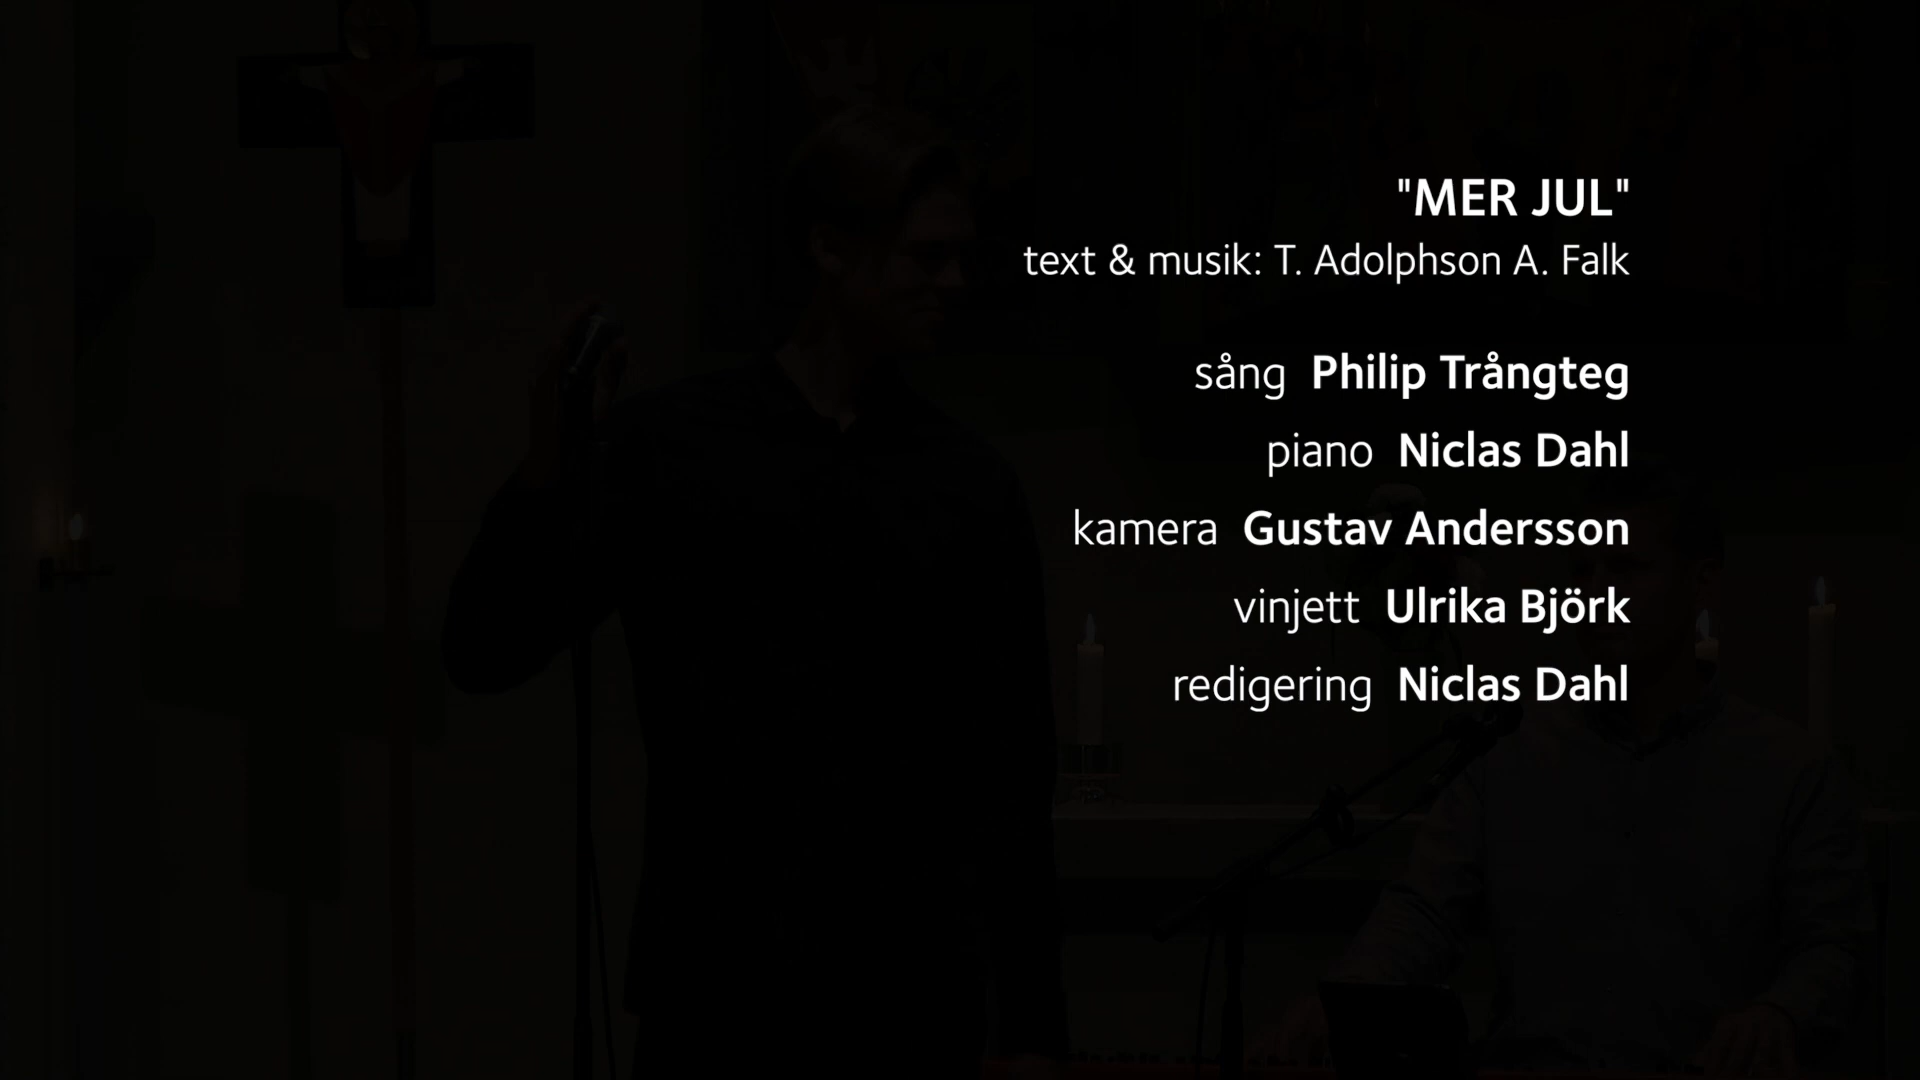 "MER JUL"
text & musik: T. Adolphson A. Falk
sång Philip Trångteg
piano Niclas Dahl
kamera Gustav Andersson
vinjett Ulrika Björk
redigering Niclas Dahl